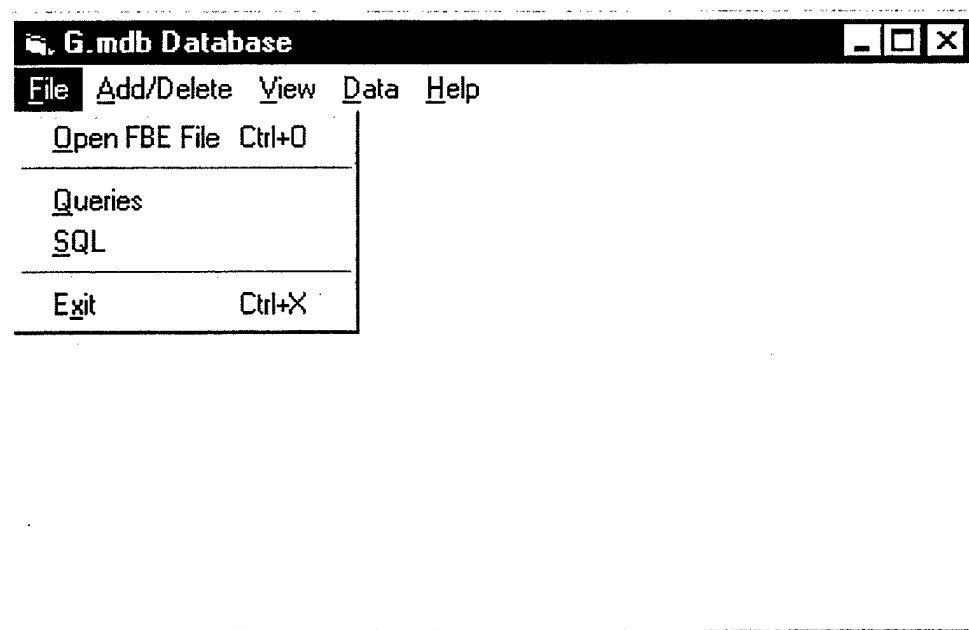 G.mdb Database
File Add/Delete View Data Help
Open FBE File Ctrl+O
Queries
SQL
Exit Ctrl+X